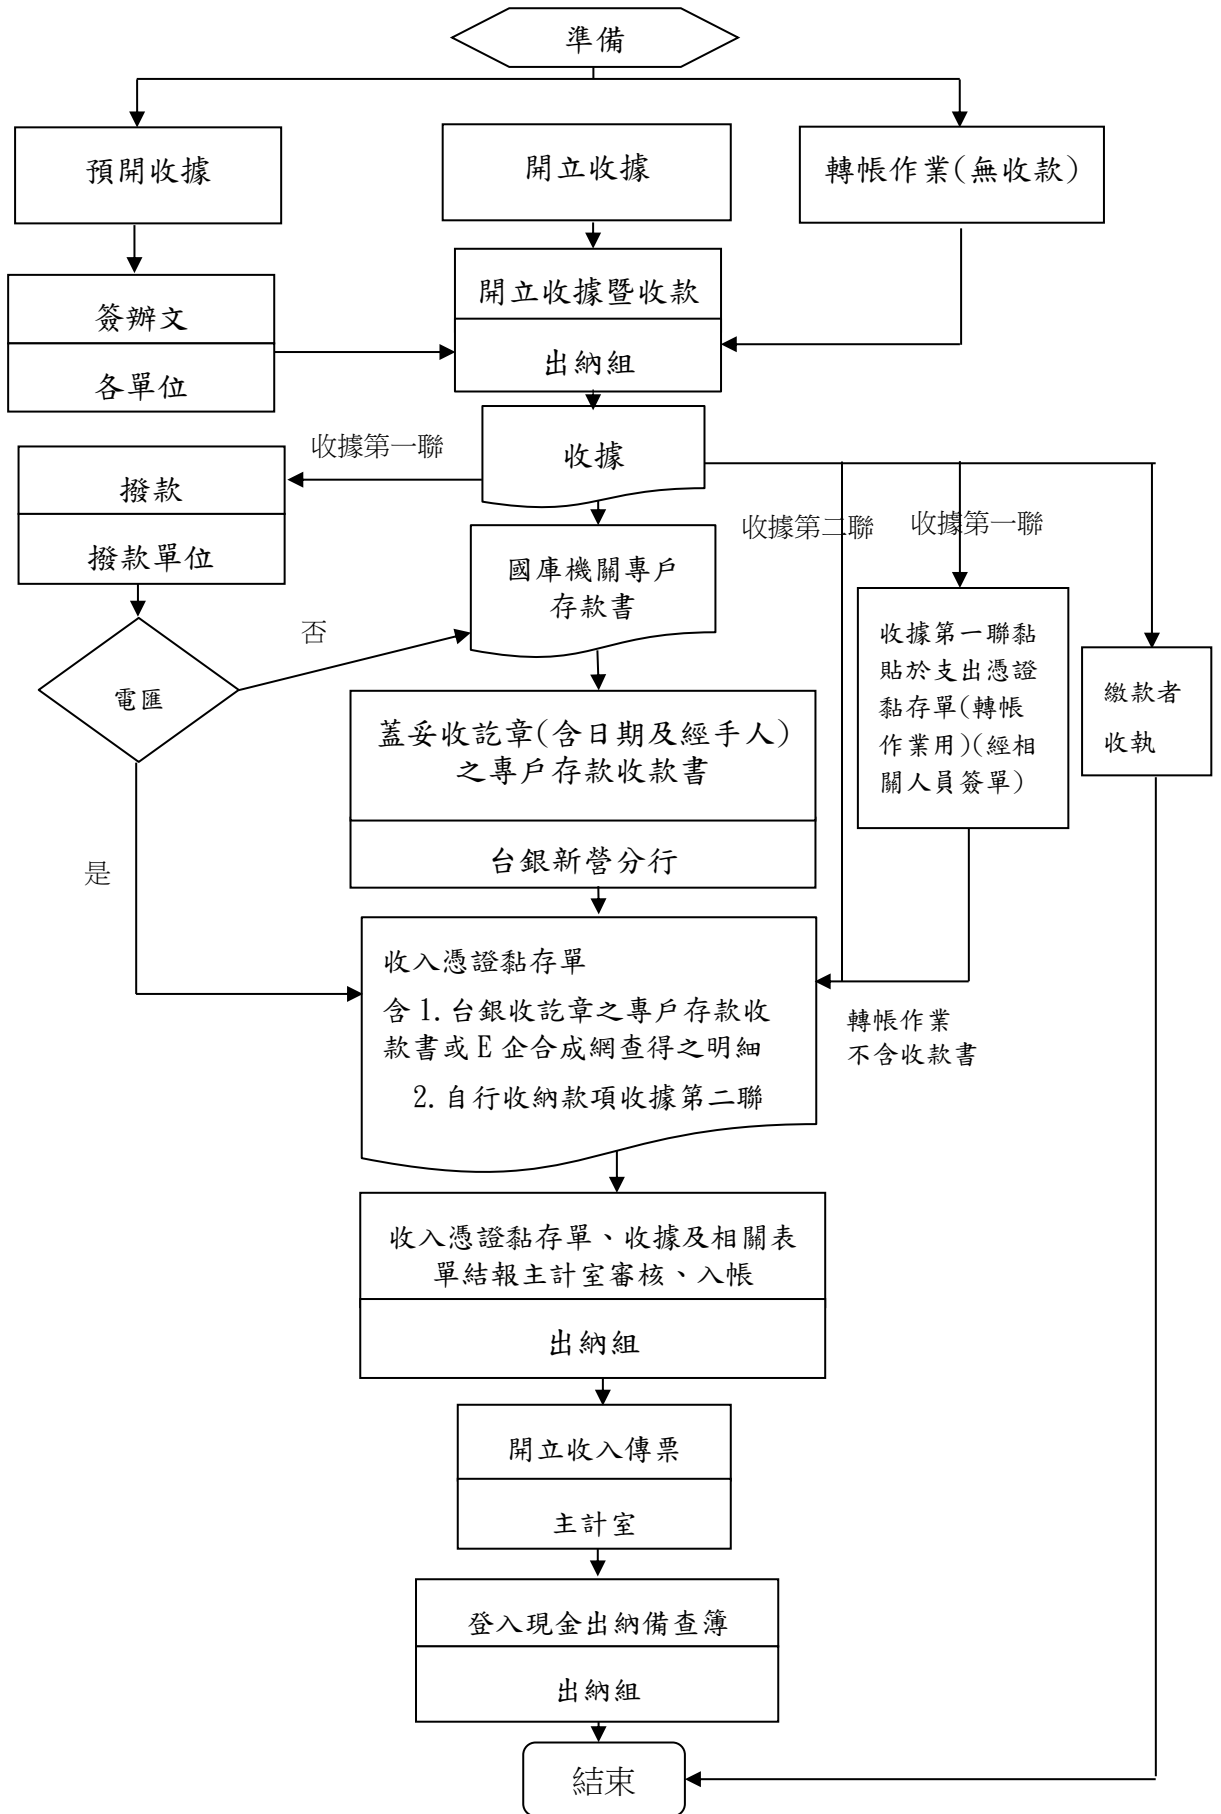 準備
預開收據
開立收據
轉帳作業(無收款)
簽辦文
各單位
開立收據暨收款
出納組
收據第一聯
收據
撥款
撥款單位
收據第二聯
收據第一聯
國庫機關專戶
存款書
否
電匯
收據第一聯黏
貼於支出憑證
黏存單(轉帳
作業用)(經相
關人員簽單)
繳款者
收執
蓋妥收訖章(含日期及經手人)
之專戶存款收款書
台銀新營分行
是
收入憑證黏存單
含1.台銀收訖章之專戶存款收
款書或E企合成網查得之明細
2.自行收納款項收據第二聯
轉帳作業
不含收款書
收入憑證黏存單、收據及相關表
單結報主計室審核、入帳
出納組
開立收入傳票
主計室
登入現金出納備查簿
出納組
結束